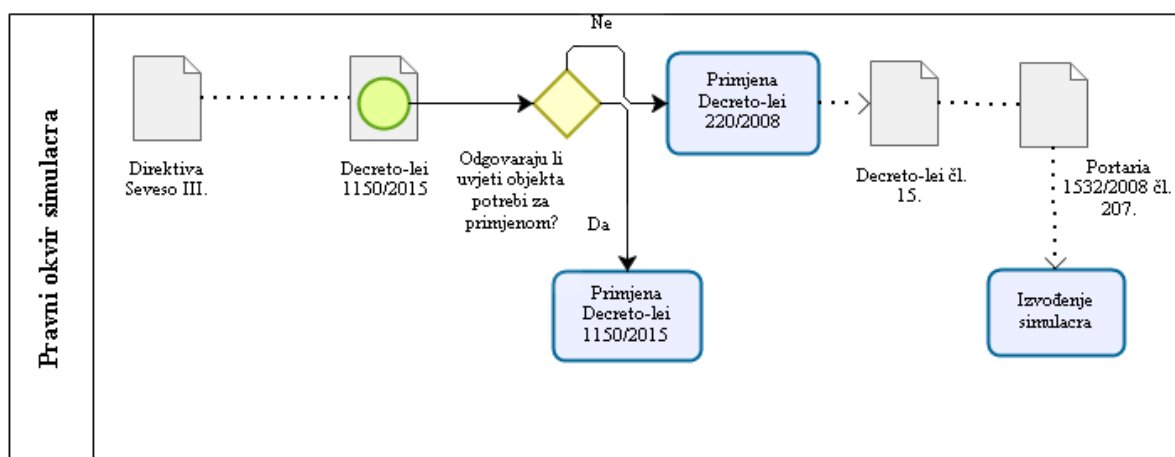 Pravni okvir simulacra
Direktiva
Seveso III.
Decreto-lei
1150/2015
Odgovaraju li
uvjeti objekta
potrebi za
primjenom?
Ne
Da
Primjena
Decreto-lei
220/2008
Primjena
Decreto-lei
1150/2015
Decreto-lei čl.
15.
Portaria
1532/2008 čl.
207.
Izvođenje
simulacra